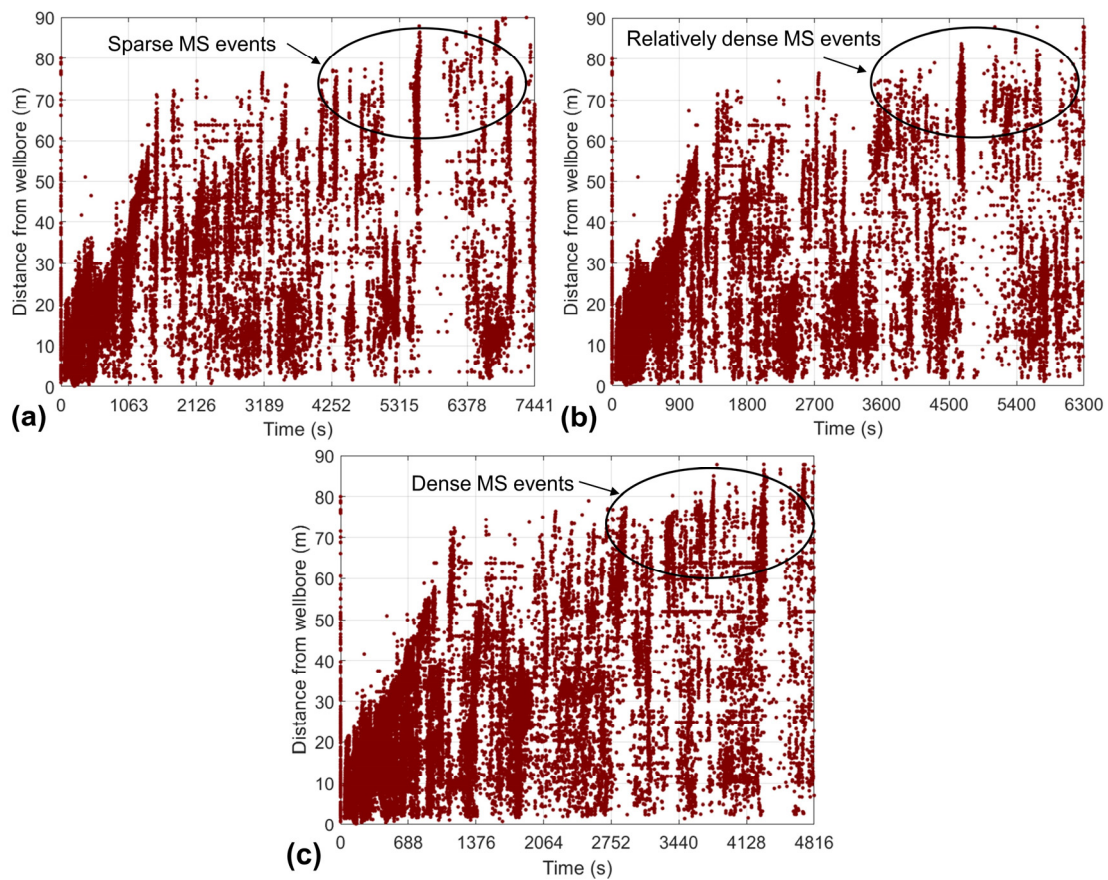 Sparse MS events
Distance from wellbore (m)
90
80
70
60
50
40
30
20
10
0
0 1063 2126 3189 4252 5315 6378 7441
Time (s)
(a)
Relatively dense MS events
Distance from wellbore (m)
90
80
70
60
50
40
30
20
10
0
0 900 1800 2700 3600 4500 5400 6300
Time (s)
(b)
Dense MS events
Distance from wellbore (m)
90
80
70
60
50
40
30
20
10
0
0 688 1376 2064 2752 3440 4128 4816
Time (s)
(c)